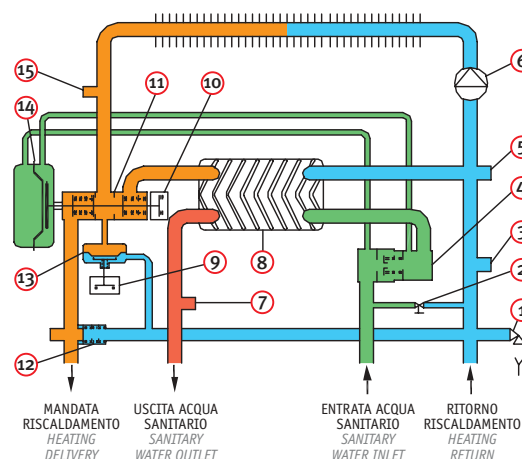 15
11
10
6
14
5
4
3
2
13
9
8
7
1
12
MANDATA
RISCALDAMENTO
HEATING
DELIVERY
USCITA ACQUA
SANITARIO
SANITARY
WATER OUTLET
ENTRATA ACQUA
SANITARIO
SANITARY
WATER INLET
RITORNO
RISCALDAMENTO
HEATING
RETURN